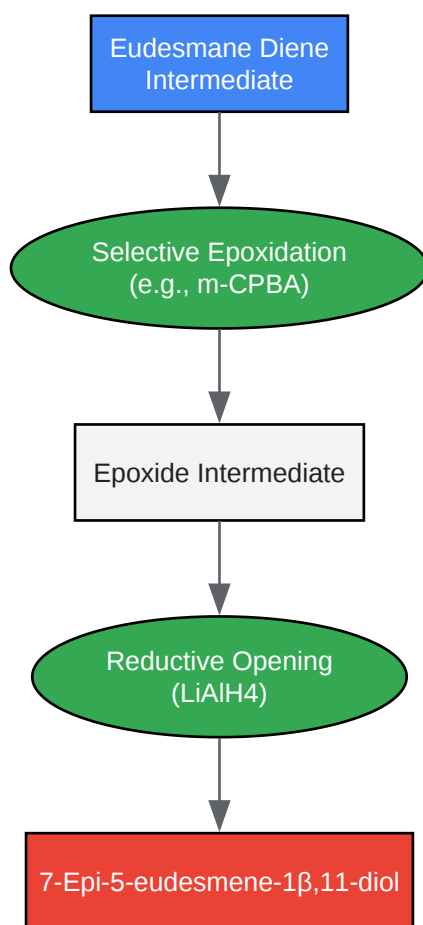 Eudesmane Diene
Intermediate
Selective Epoxidation
(e.g., m-CPBA)
Epoxide Intermediate
Reductive Opening
(LiAlH4)
7-Epi-5-eudesmene-1β,11-diol